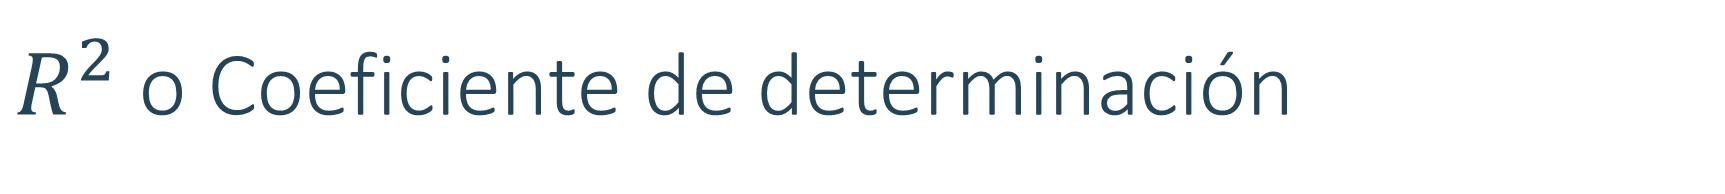 R² o Coeficiente de determinación